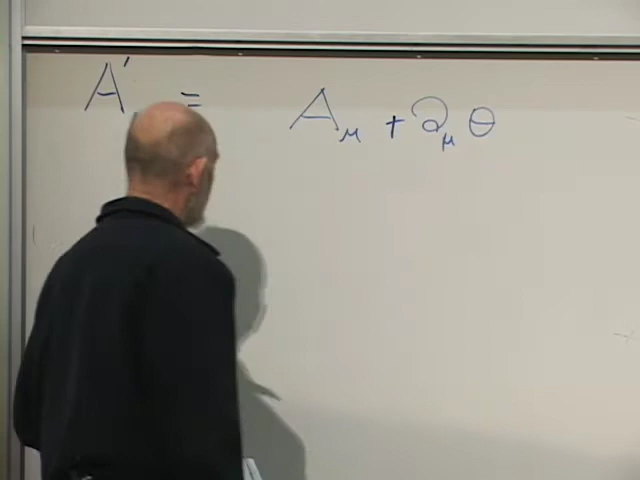 A' = A_μ + ∂_μ θ